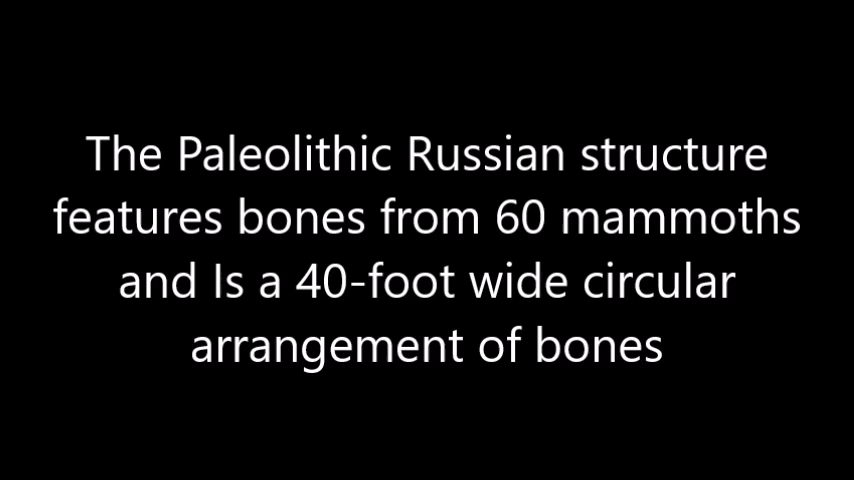 The Paleolithic Russian structure
features bones from 60 mammoths
and Is a 40-foot wide circular
arrangement of bones